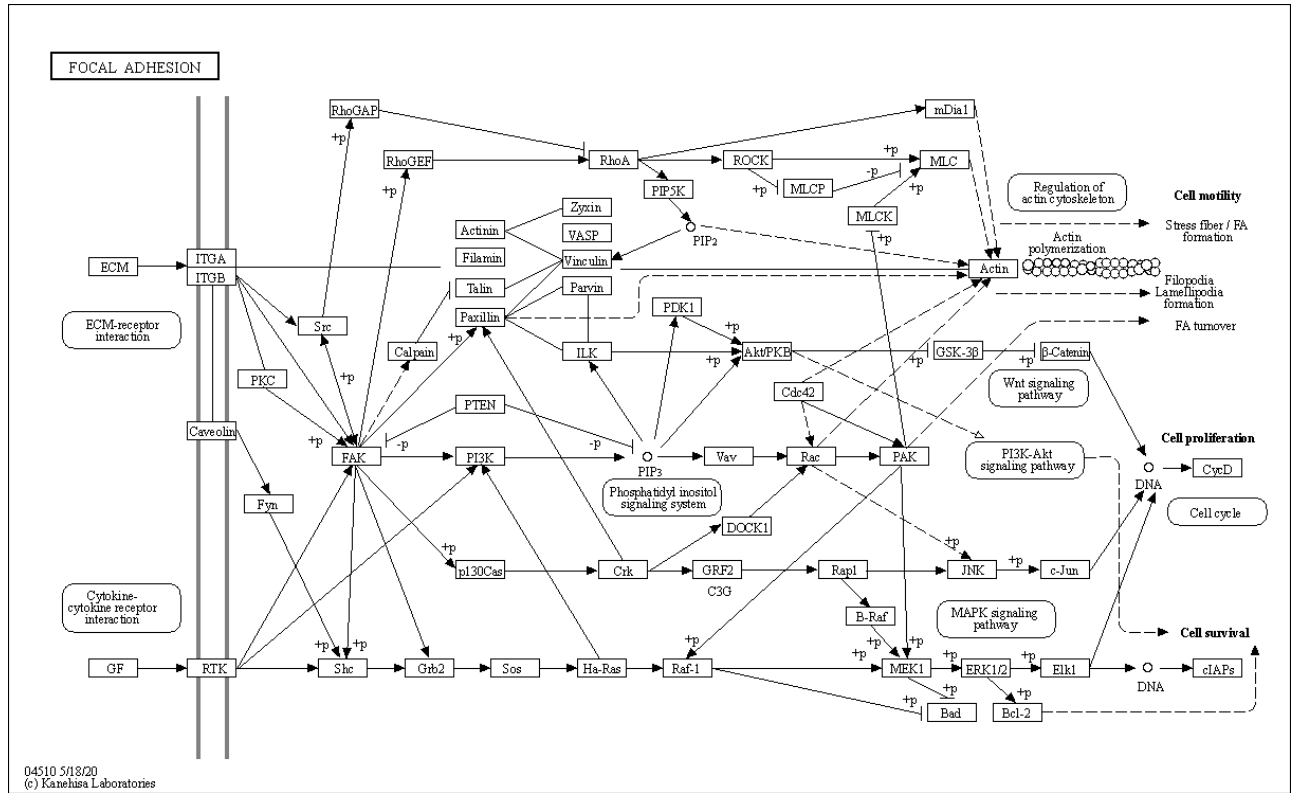 FOCAL ADHESION
RhoGAP
mDia1
+p
RhoGEF
RhoA
ROCK
+p
MLC
+p
PIP5K
+p
MLCP
-p
+p
Regulation of
actin cytoskeleton
Cell motility
Zyxin
MLCK
Actinin
VASP
PIP2
+p
Stress fiber / FA
formation
ITGA
Filamin
Vinculin
Actin
polymerization
ECM
ITGB
Actin
Talin
Parvin
Filopodia
Lamellipodia
formation
ECM-receptor
interaction
Src
Paxillin
PDK1
FA turnover
+p
+p
Calpain
ILK
Akt/PKB
GSK-3β
+p
β-Catenin
+p
PKC
+p
Cdc42
Wnt signaling
pathway
PTEN
Caveolin
+p
-p
-p
Cell proliferation
FAK
PI3K
PIP3
Vav
Rac
PAK
PI3K-Akt
signaling pathway
CycD
DNA
Fyn
Phosphatidyl inositol
signaling system
DOCK1
Cell cycle
+p
+p
+p
p130Cas
Crk
GRF2
Rap1
JNK
c-Jun
C3G
Cytokine-
cytokine receptor
interaction
B-Raf
MAPK signaling
pathway
+p
+p
Cell survival
+p
+p
+p
+p
+p
+p
+p
GF
RTK
Shc
Grb2
Sos
Ha-Ras
Raf-1
MEK1
ERK1/2
Elk1
cIAPs
DNA
+p
+p
+p
Bad
Bcl-2
04510 5/18/20
(c) Kanehisa Laboratories